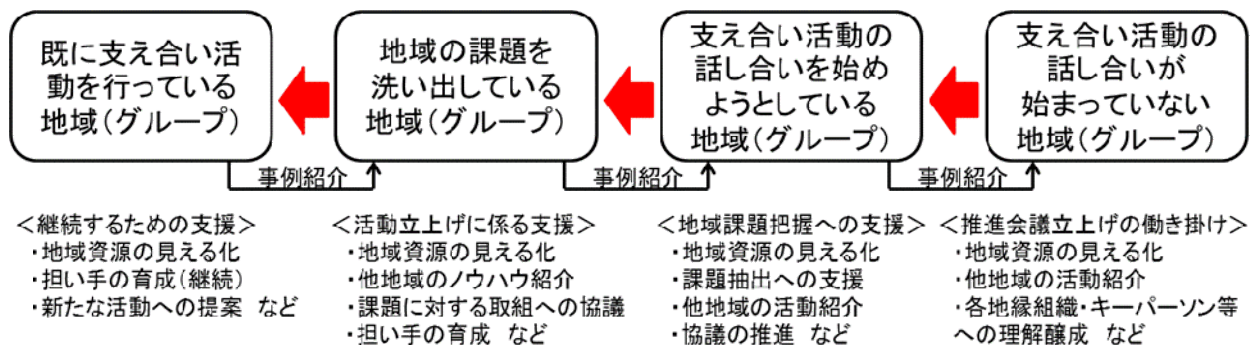 既に支え合い活
動を行っている
地域(グループ)
地域の課題を
洗い出している
地域(グループ)
支え合い活動の
話し合いを始め
ようとしている
地域(グループ)
支え合い活動の
話し合いが
始まっていない
地域(グループ)
事例紹介
事例紹介
事例紹介
<継続するための支援>
・地域資源の見える化
・担い手の育成(継続)
・新たな活動への提案 など
<活動立上げに係る支援>
・地域資源の見える化
・他地域のノウハウ紹介
・課題に対する取組への協議
・担い手の育成 など
<地域課題把握への支援>
・地域資源の見える化
・課題抽出への支援
・他地域の活動紹介
・協議の推進 など
<推進会議立上げの働き掛け>
・地域資源の見える化
・他地域の活動紹介
・各地縁組織・キーパーソン等
への理解醸成 など